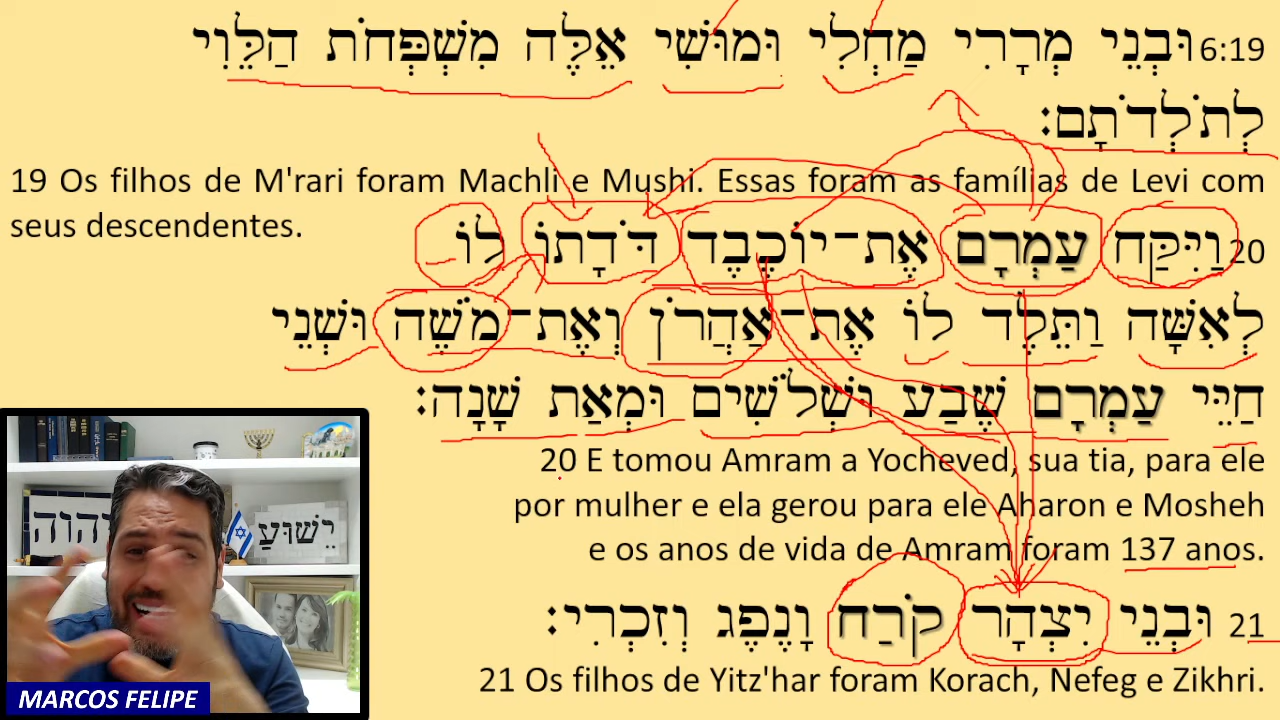 6:19 וּבְנֵי מְרָרִי מַחְלִי וּמוּשִׁי אֵלֶּה מִשְׁפְּחֹת הַלֵּוִי
לְתֹלְדֹתָם׃
19 Os filhos de M'rari foram Machli e Mushi. Essas foram as famílias de Levi com
seus descendentes.
20 וַיִּקַּח עַמְרָם אֶת־יוֹכֶבֶד דֹּדָתוֹ לוֹ
לְאִשָּׁה וַתֵּלֶד לוֹ אֶת־אַהֲרֹן וְאֶת־מֹשֶׁה וּשְׁנֵי
חַיֵּי עַמְרָם שֶׁבַע וּשְׁלֹשִׁים וּמְאַת שָׁנָה׃
20 E tomou Amram a Yocheved, sua tia, para ele
por mulher e ela gerou para ele Aharon e Mosheh
e os anos de vida de Amram foram 137 anos.
21 וּבְנֵי יִצְהָר קֹרַח וָנֶפֶג וְזִכְרִי׃
21 Os filhos de Yitz'har foram Korach, Nefeg e Zikhri.
יהוה
יֵשׁוּעַ
MARCOS FELIPE